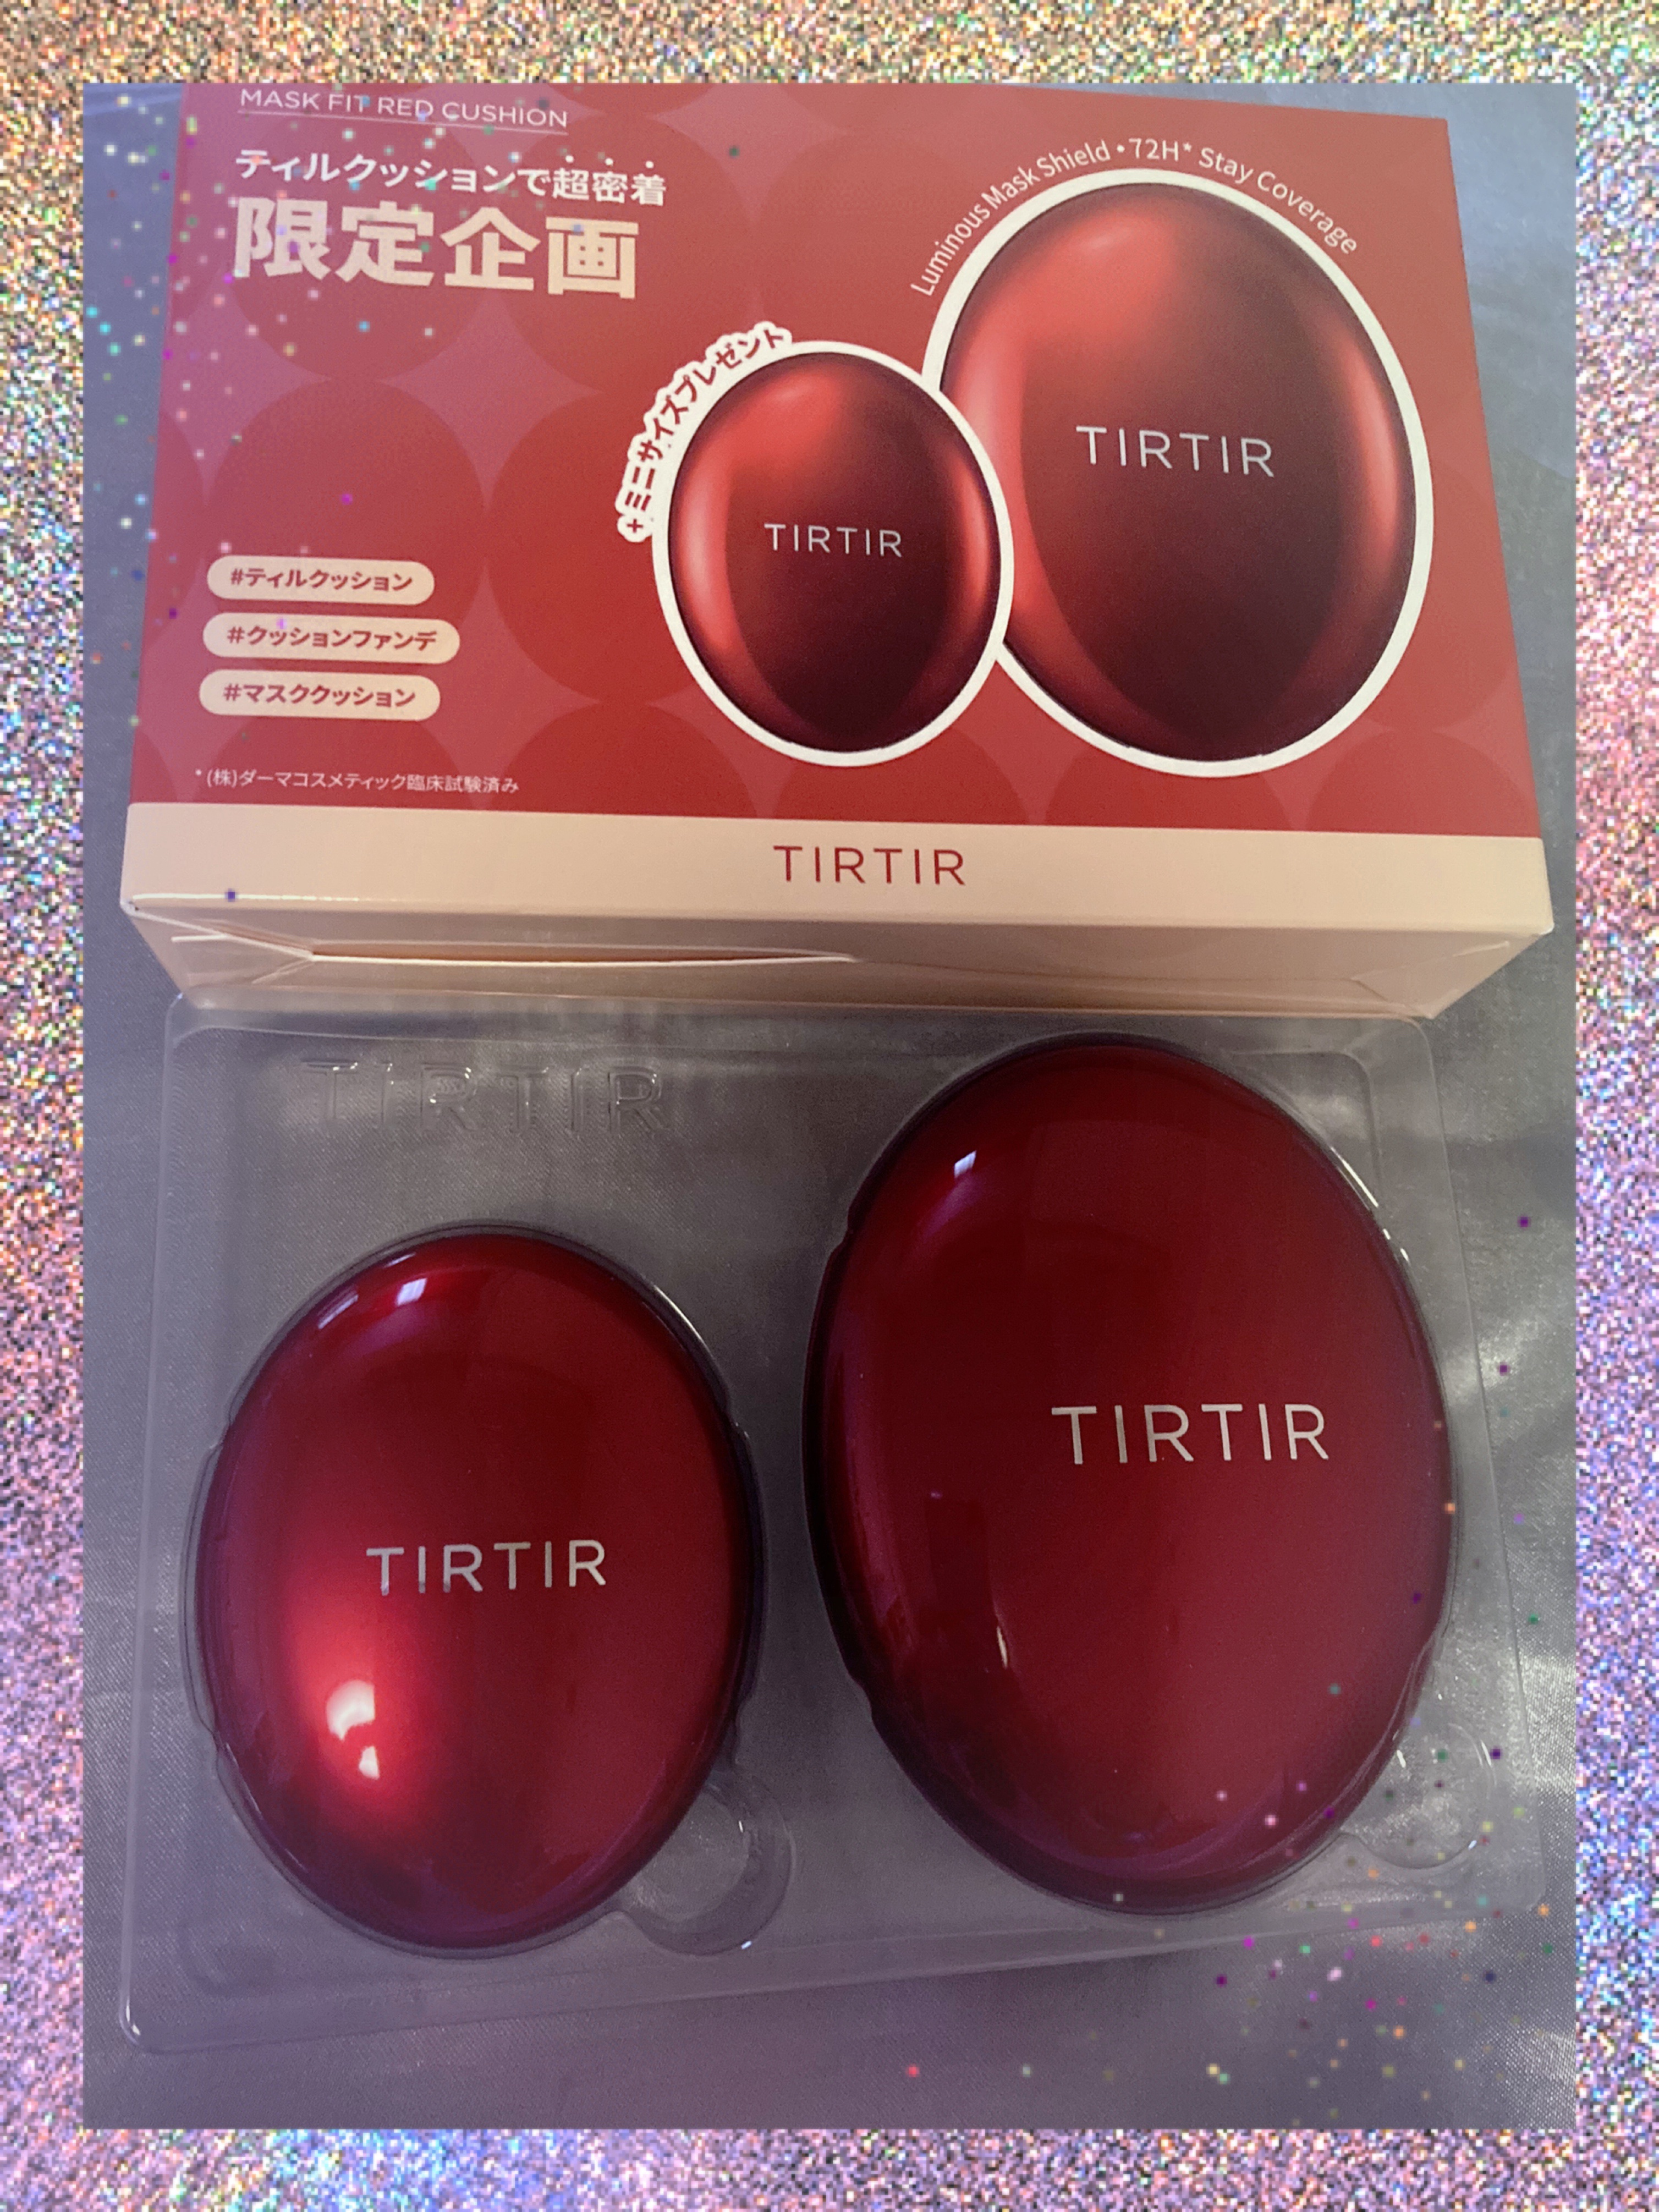 MASK FIT RED CUSHION
ティルクッションで超密着
限定企画
Luminous Mask Shield • 72H* Stay Coverage
+ミニサイズプレゼント
TIRTIR
TIRTIR
#ティルクッション
#クッションファンデ
#マスククッション
*(株)ダーマコスメティック臨床試験済み
TIRTIR
TIRTIR
TIRTIR
TIRTIR